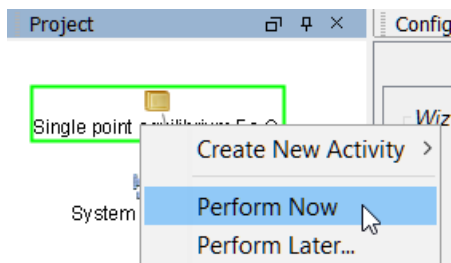 Project
Config
Single point
Wiz
Create New Activity
System
Perform Now
Perform Later...